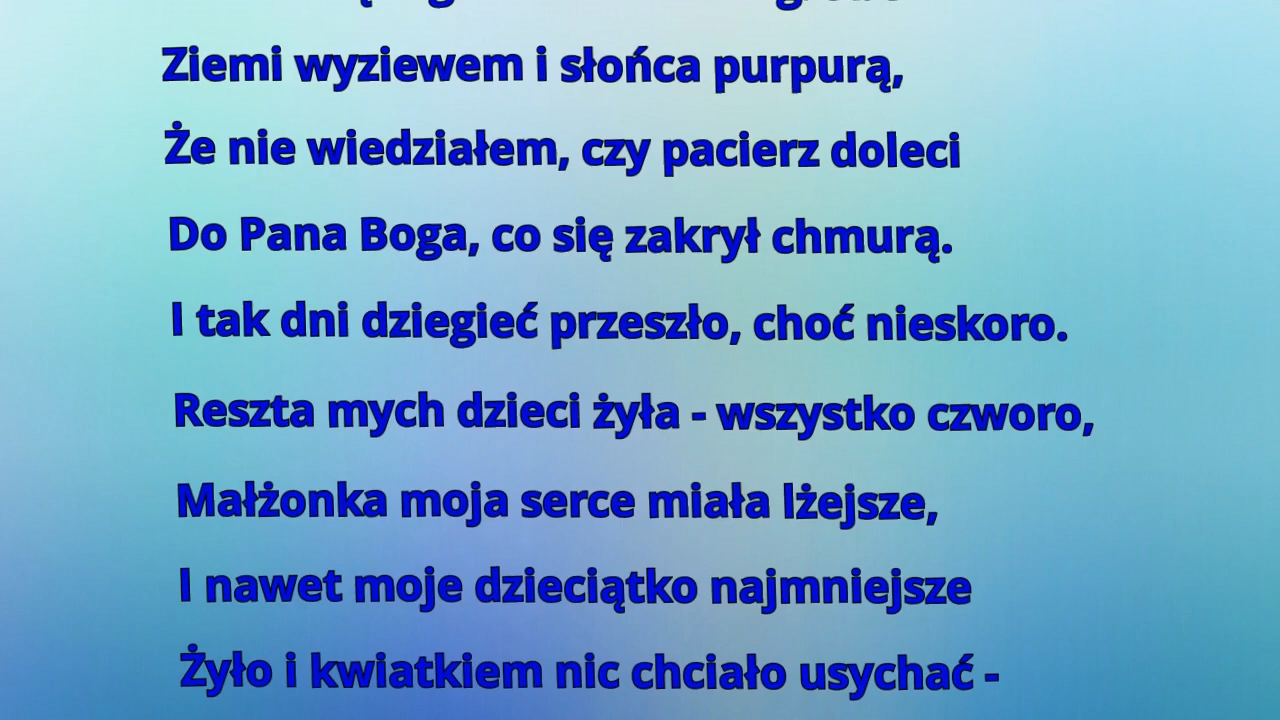 Ziemi wyziewem i słońca purpurą,
Że nie wiedziałem, czy pacierz doleci
Do Pana Boga, co się zakrył chmurą.
I tak dni dziegieć przeszło, choć nieskoro.
Reszta mych dzieci żyła - wszystko czworo,
Małżonka moja serce miała lżejsze,
I nawet moje dzieciątko najmniejsze
Żyło i kwiatkiem nic chciało usychać -